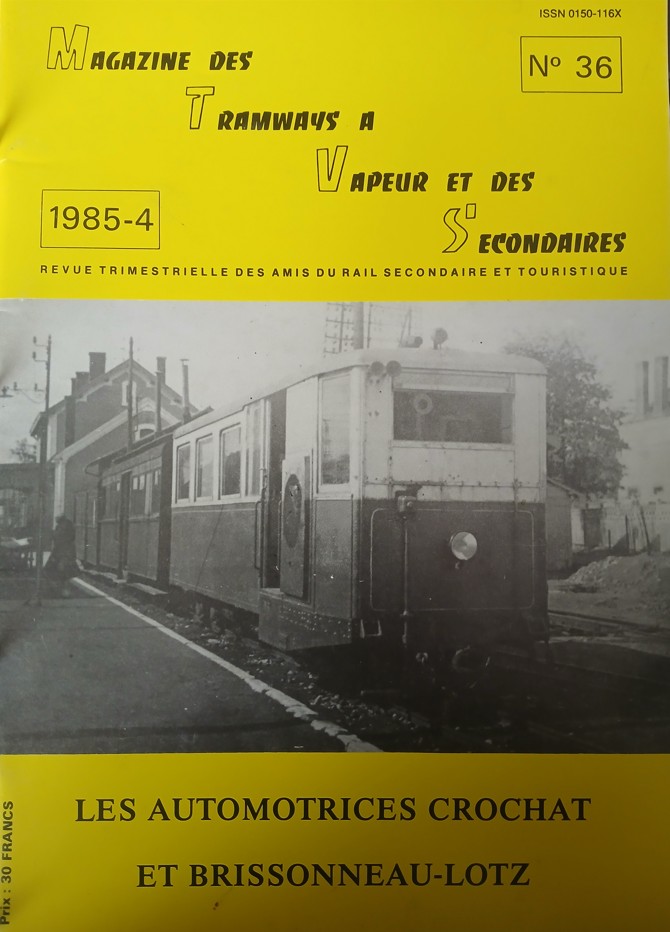 ISSN 0150-116X
MAGAZINE DES
Nº 36
TRAMWAYS A
VAPEUR ET DES
1985-4
SECONDAIRES
REVUE TRIMESTRIELLE DES AMIS DU RAIL SECONDAIRE ET TOURISTIQUE
LES AUTOMOTRICES CROCHAT
ET BRISSONNEAU-LOTZ
Prix : 30 FRANCS